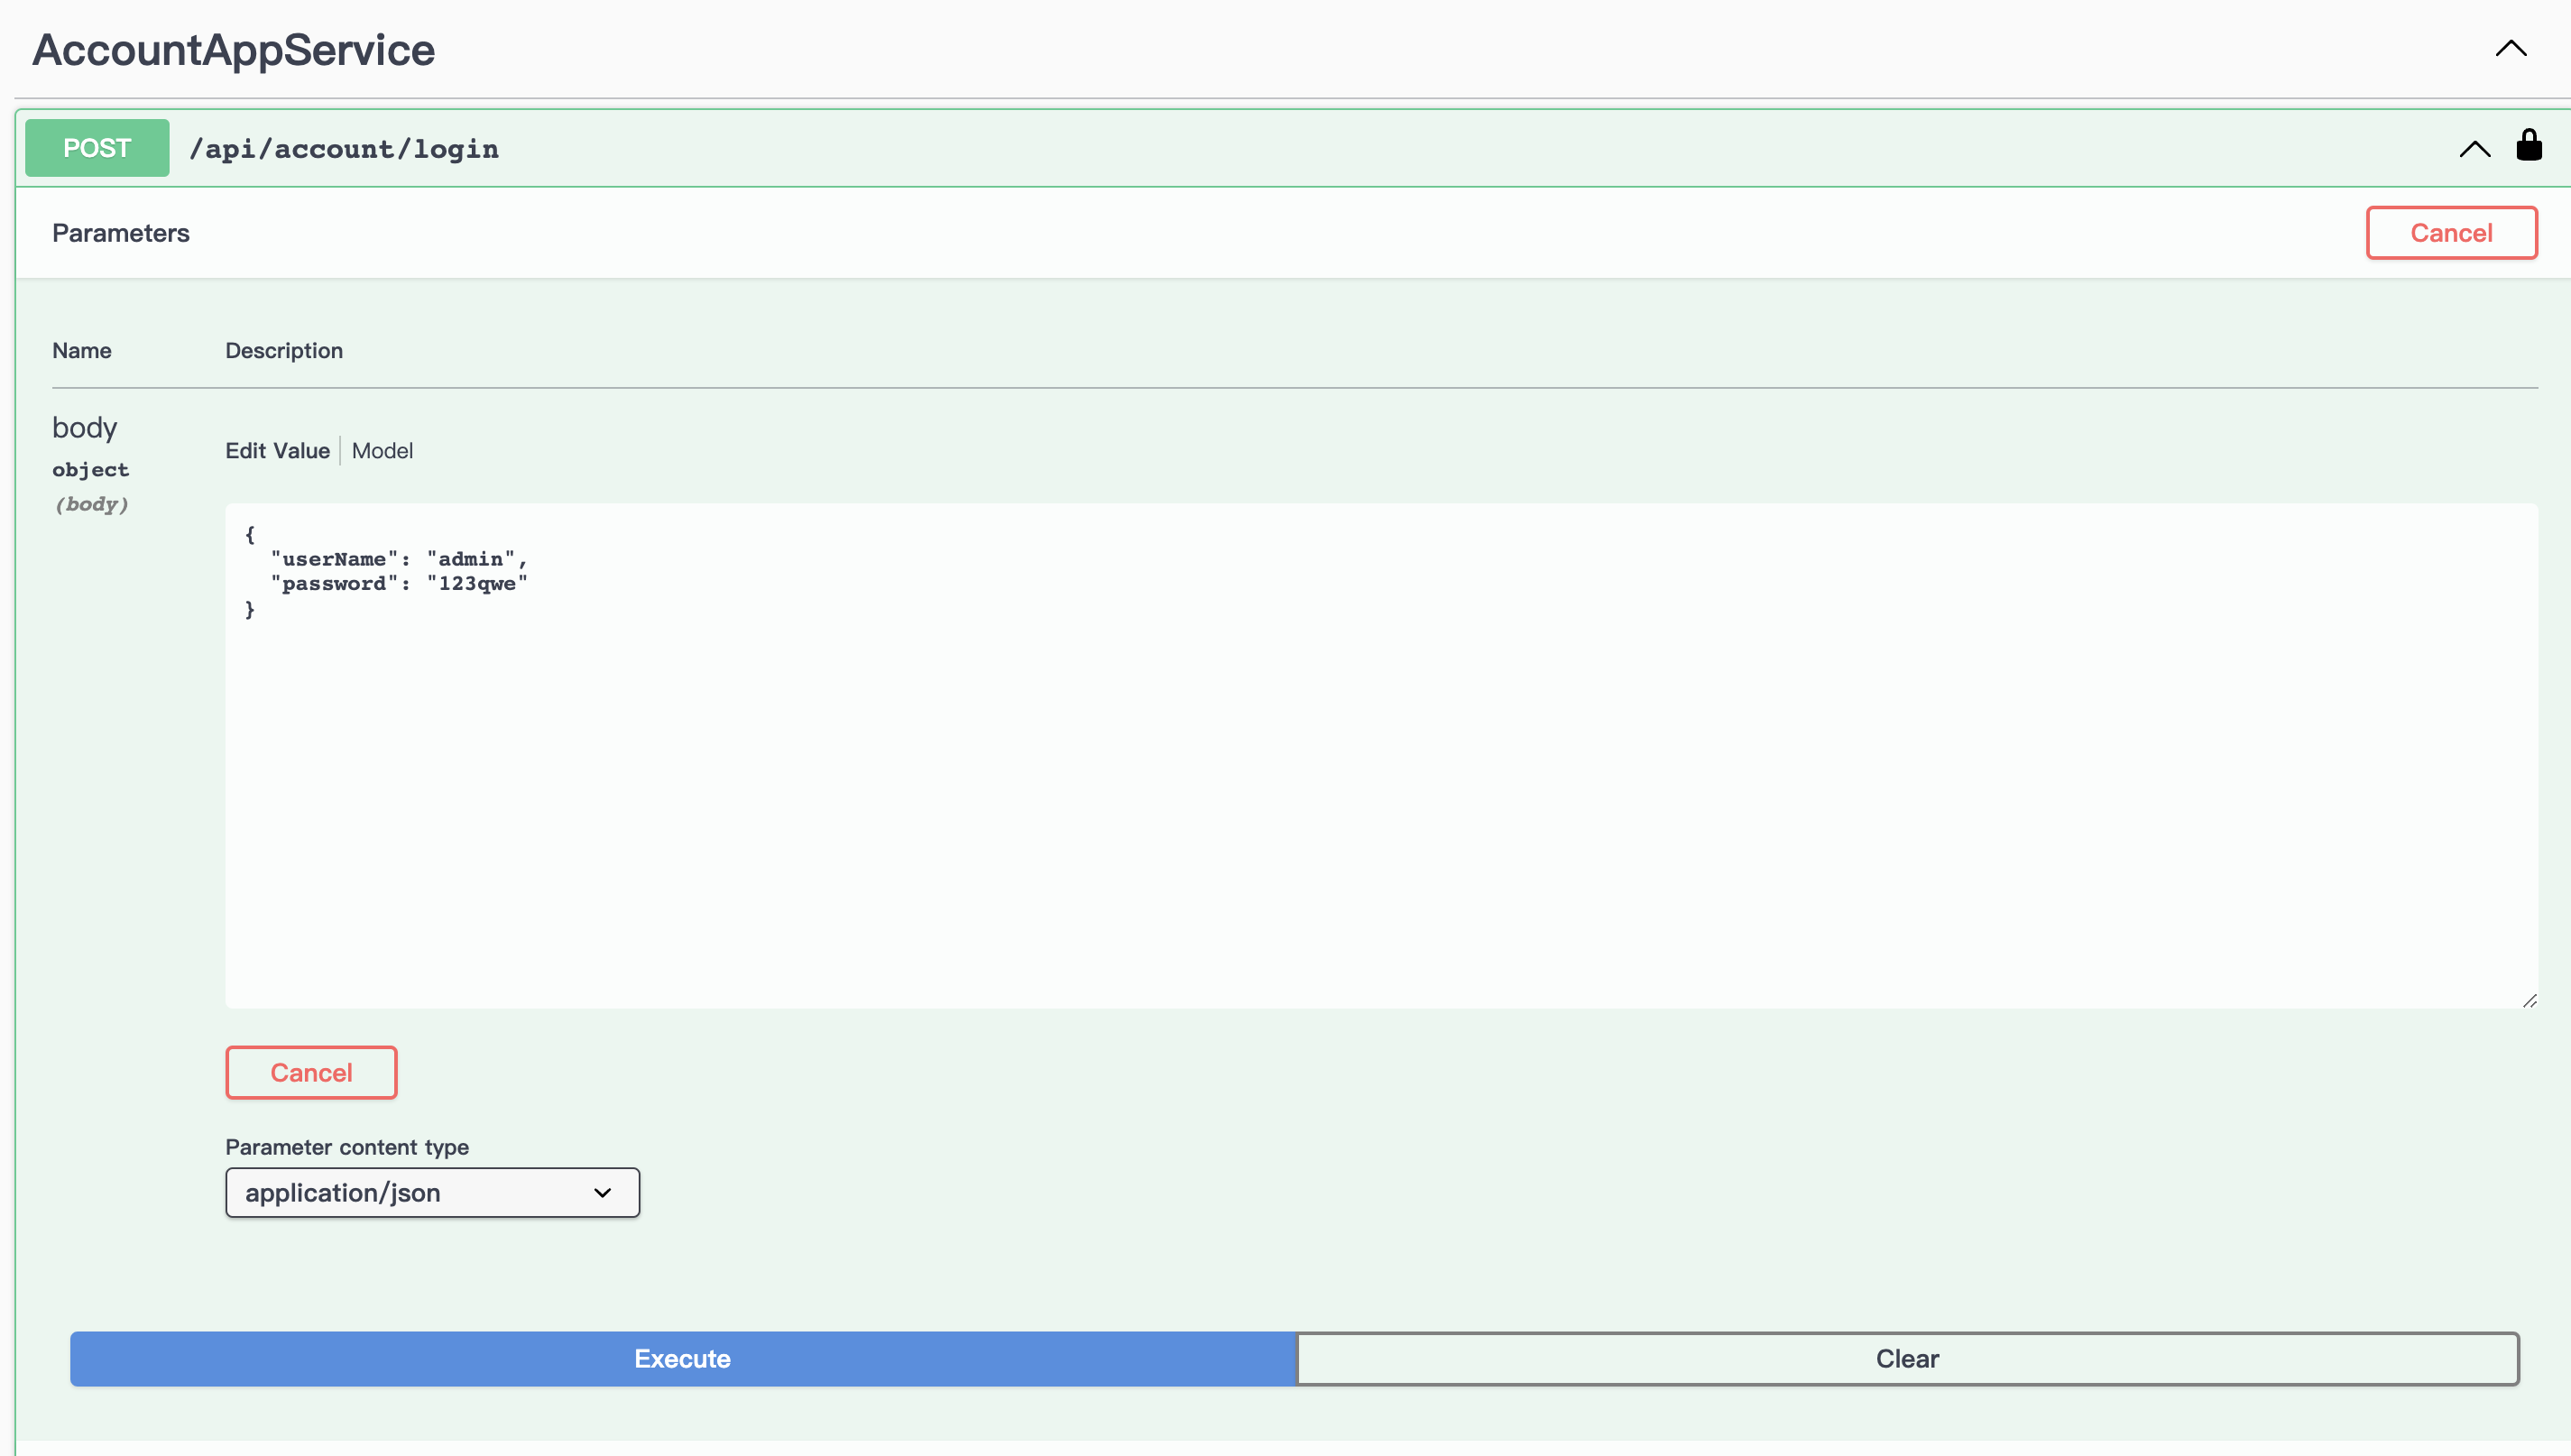 AccountAppService
POST /api/account/login
Parameters Cancel
Name Description
body
object
(body)
Edit Value Model
{
  "userName": "admin",
  "password": "123qwe"
}
Cancel
Parameter content type
application/json
Execute Clear